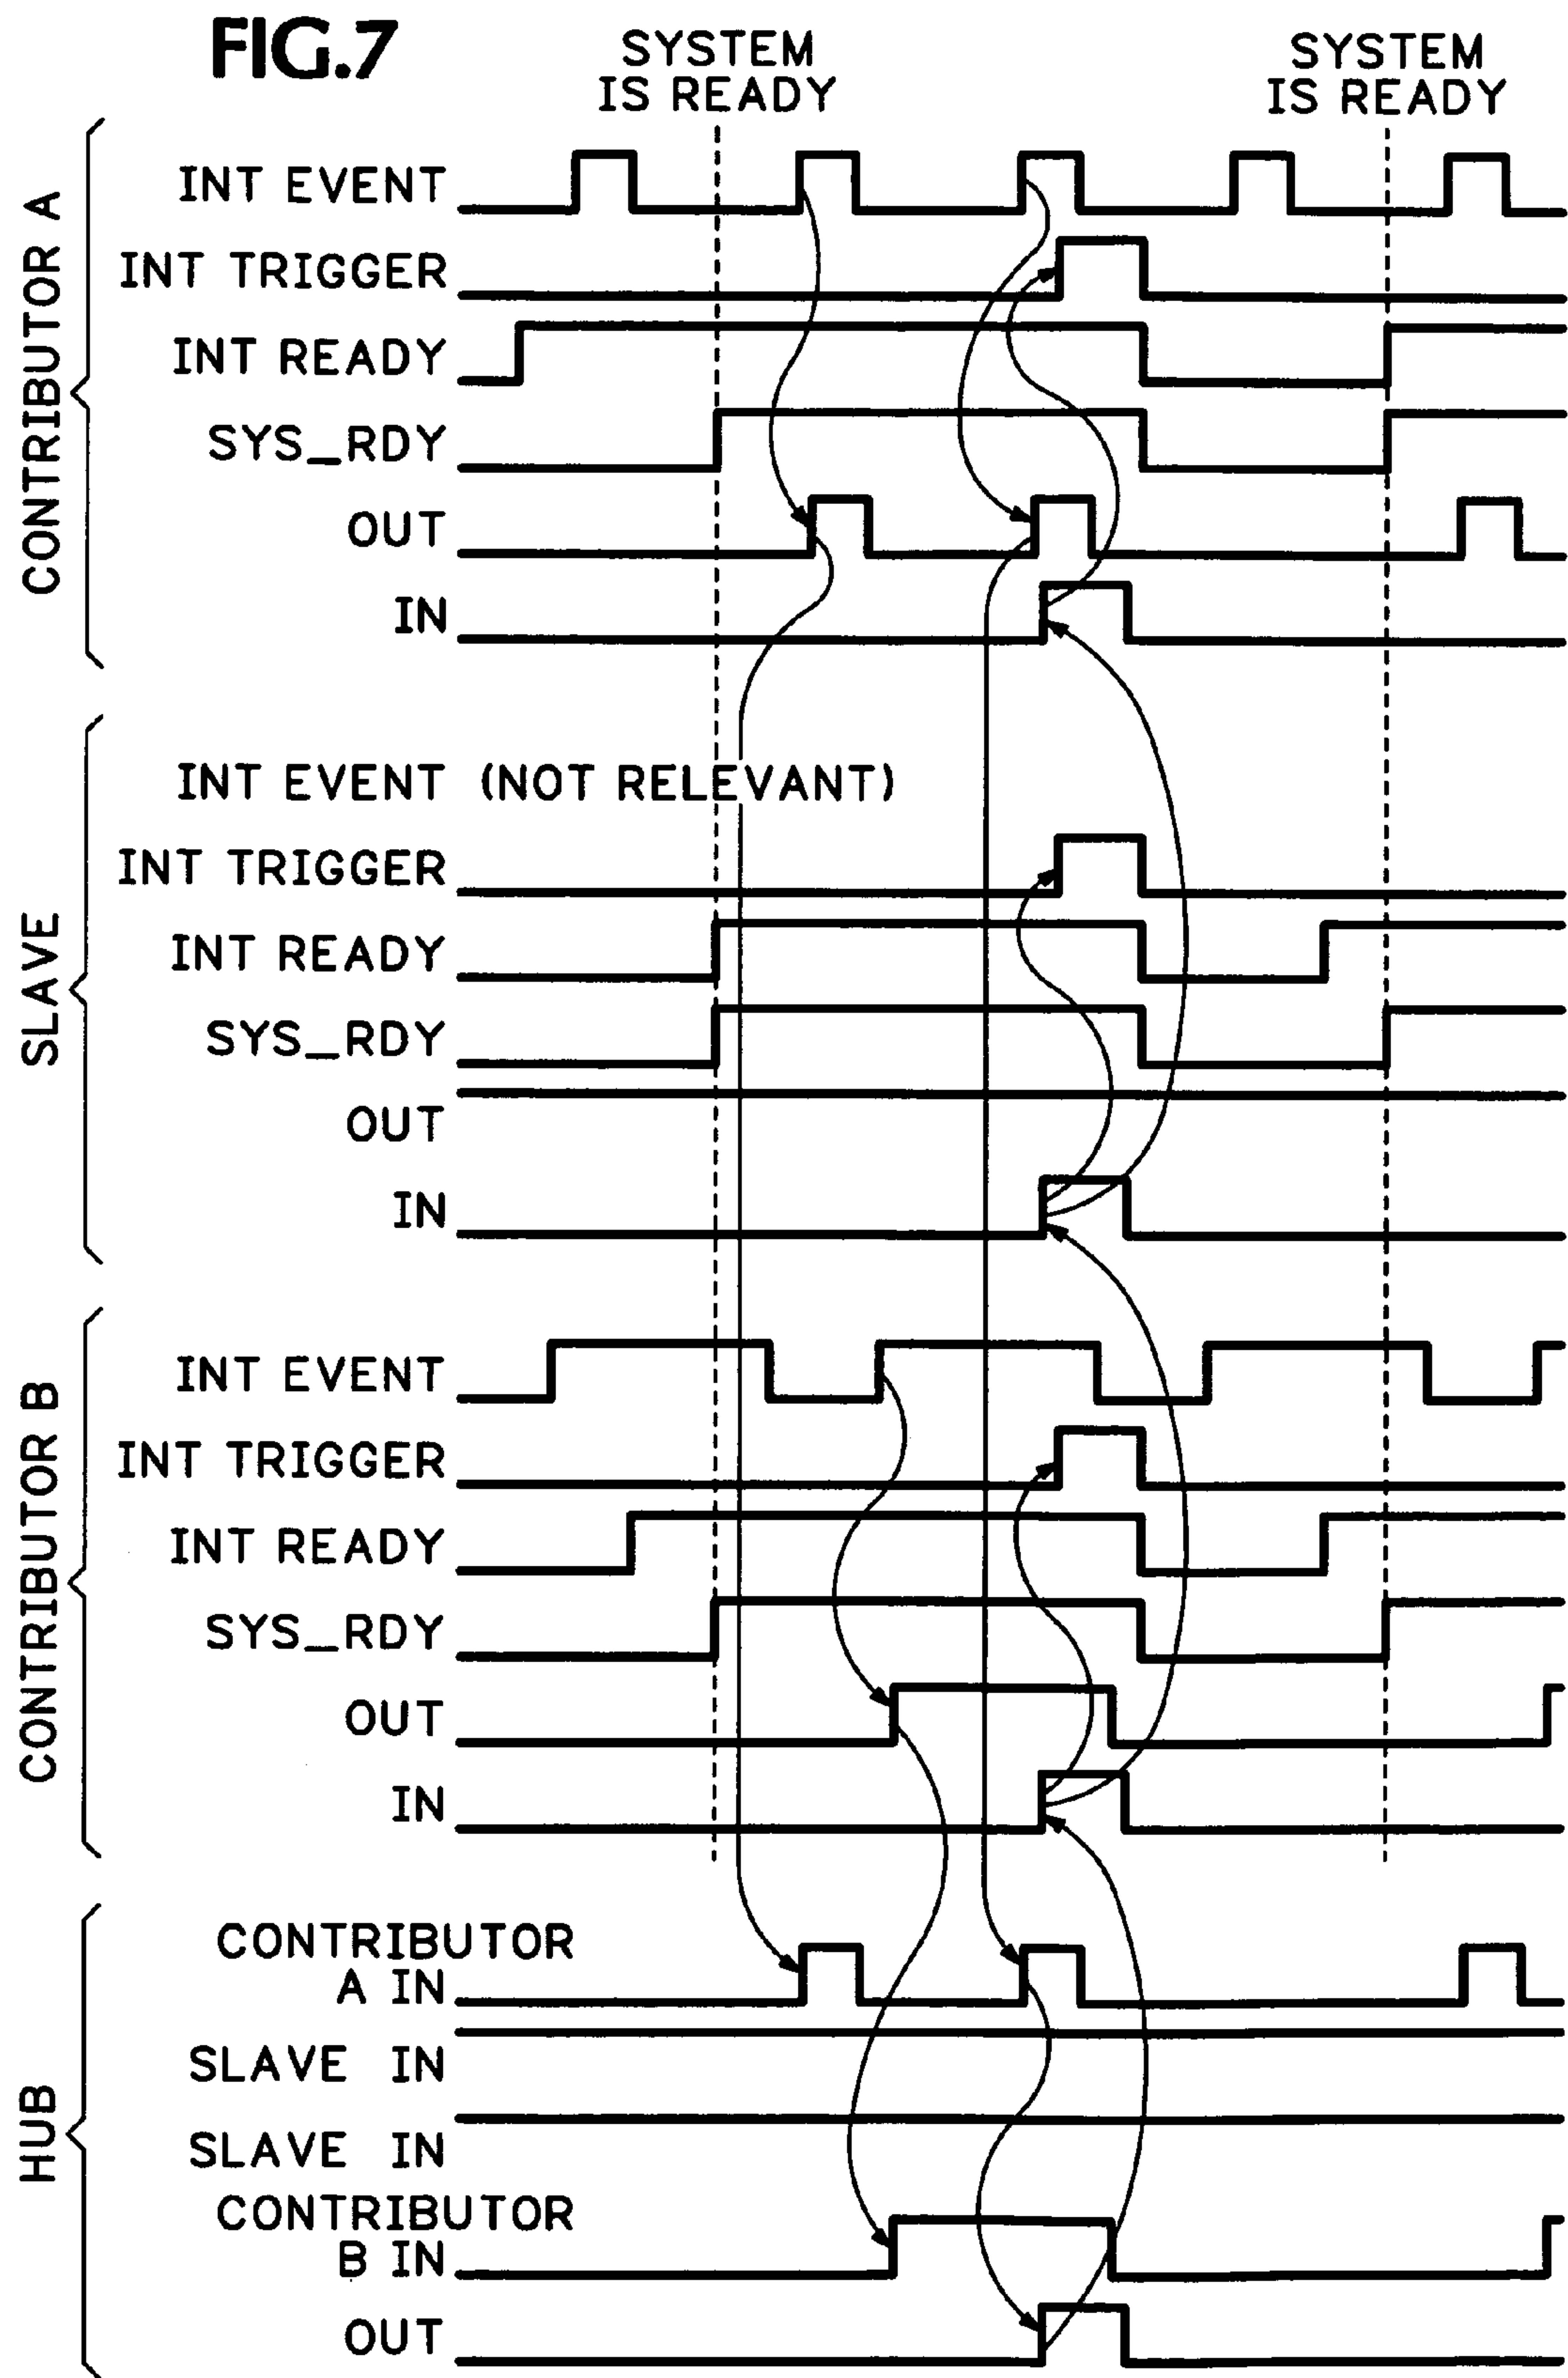 FIG.7
SYSTEM
IS READY
SYSTEM
IS READY
CONTRIBUTOR A
INT EVENT
INT TRIGGER
INT READY
SYS_RDY
OUT
IN
SLAVE
INT EVENT (NOT RELEVANT)
INT TRIGGER
INT READY
SYS_RDY
OUT
IN
CONTRIBUTOR B
INT EVENT
INT TRIGGER
INT READY
SYS_RDY
OUT
IN
HUB
CONTRIBUTOR
A IN
SLAVE IN
SLAVE IN
CONTRIBUTOR
B IN
OUT